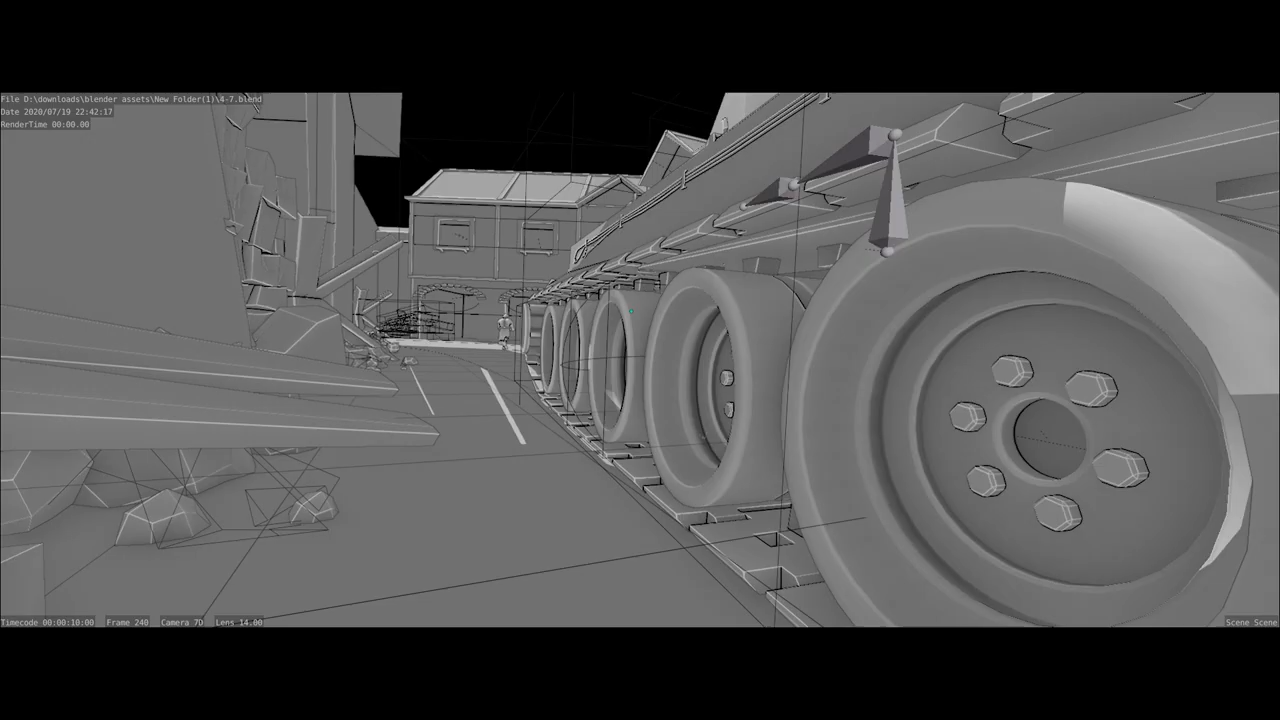 File D:\downloads\blender assets\New Folder(1)\4-7.blend
Date 2020/07/19 22:42:17
RenderTime 00:00.00
Timecode 00:00:10:00 Frame 240 Camera 7D Lens 14.00 Scene Scene